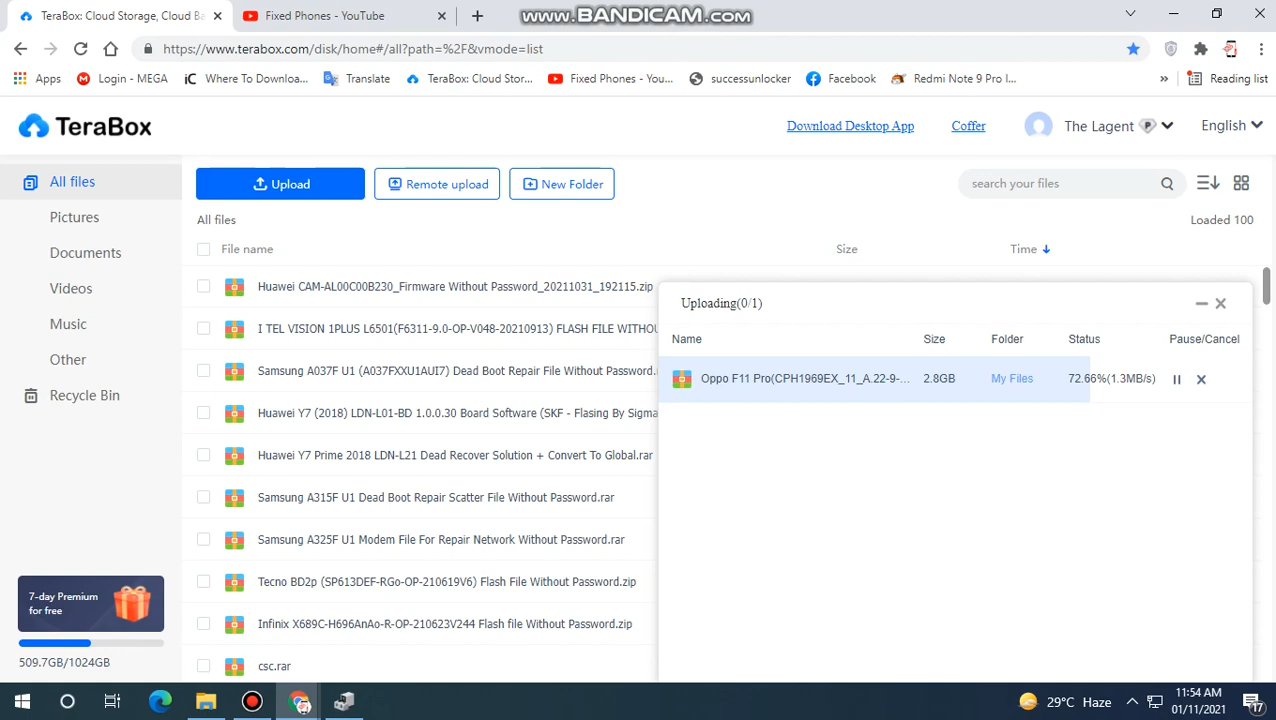 TeraBox: Cloud Storage, Cloud Ba
Fixed Phones - YouTube
www.BANDICAM.com
https://www.terabox.com/disk/home#/all?path=%2F&vmode=list
Apps
Login - MEGA
iC Where To Downloa...
Translate
TeraBox: Cloud Stor...
Fixed Phones - You...
successunlocker
Facebook
Redmi Note 9 Pro I...
»
Reading list
TeraBox
Download Desktop App
Coffer
The Lagent P
English
All files
Pictures
Documents
Videos
Music
Other
Recycle Bin
Upload
Remote upload
New Folder
search your files
All files
Loaded 100
File name
Size
Time
Huawei CAM-AL00C00B230_Firmware Without Password_20211031_192115.zip
I TEL VISION 1PLUS L6501(F6311-9.0-OP-V048-20210913) FLASH FILE WITHOU
Samsung A037F U1 (A037FXXU1AUI7) Dead Boot Repair File Without Password.r
Huawei Y7 (2018) LDN-L01-BD 1.0.0.30 Board Software (SKF - Flasing By Sigma
Huawei Y7 Prime 2018 LDN-L21 Dead Recover Solution + Convert To Global.rar
Samsung A315F U1 Dead Boot Repair Scatter File Without Password.rar
Samsung A325F U1 Modem File For Repair Network Without Password.rar
Tecno BD2p (SP613DEF-RGo-OP-210619V6) Flash File Without Password.zip
Infinix X689C-H696AnAo-R-OP-210623V244 Flash file Without Password.zip
csc.rar
Uploading(0/1)
Name
Size
Folder
Status
Pause/Cancel
Oppo F11 Pro(CPH1969EX_11_A.22-9-...
2.8GB
My Files
72.66%(1.3MB/s)
7-day Premium
for free
509.7GB/1024GB
29°C Haze
11:54 AM
01/11/2021
17